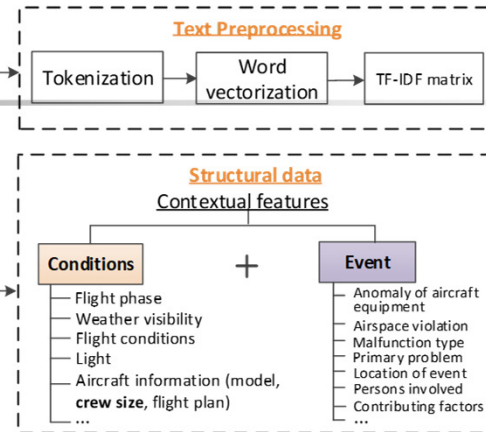 Text Preprocessing
Tokenization
Word
vectorization
TF-IDF matrix
Structural data
Contextual features
Conditions
+
Event
Flight phase
Weather visibility
Flight conditions
Light
Aircraft information (model,
crew size, flight plan)
...
Anomaly of aircraft
equipment
Airspace violation
Malfunction type
Primary problem
Location of event
Persons involved
Contributing factors
...